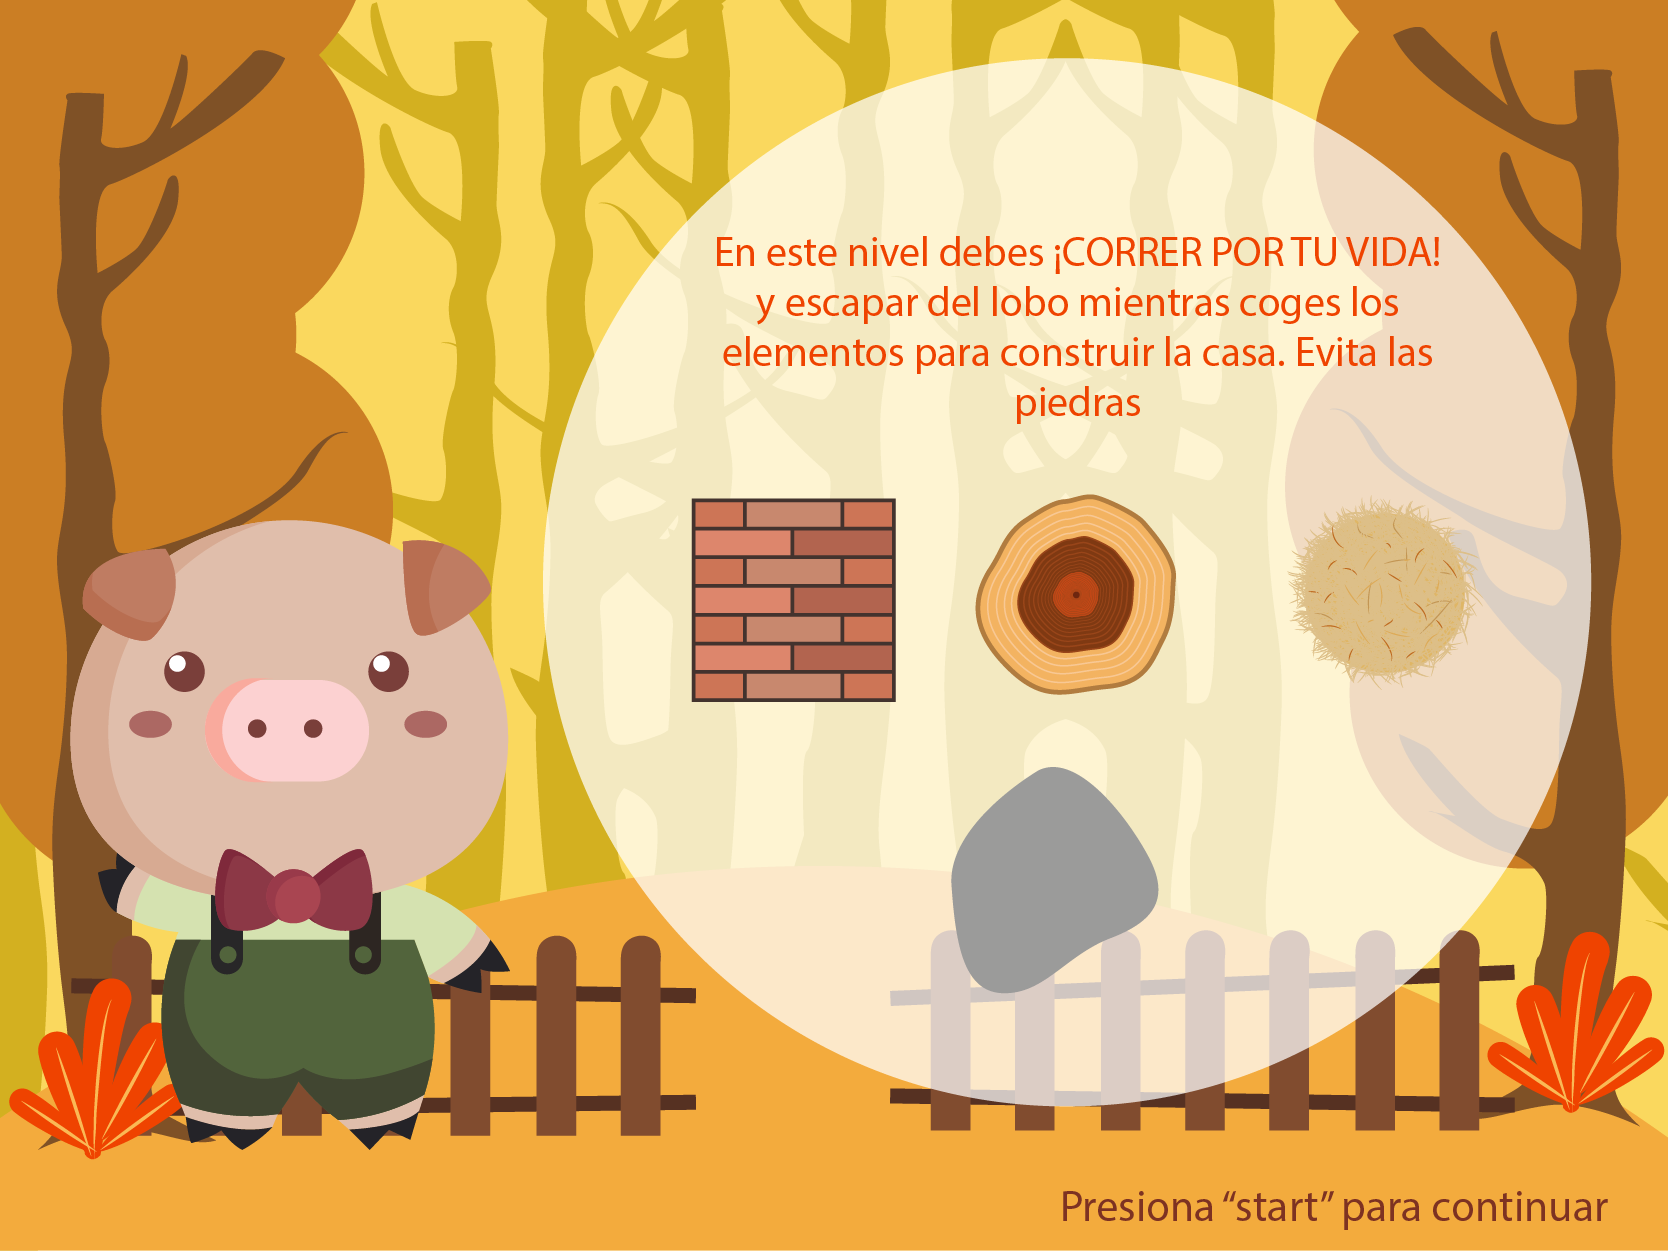 En este nivel debes ¡CORRER POR TU VIDA!
y escapar del lobo mientras coges los
elementos para construir la casa. Evita las
piedras
Presiona “start” para continuar